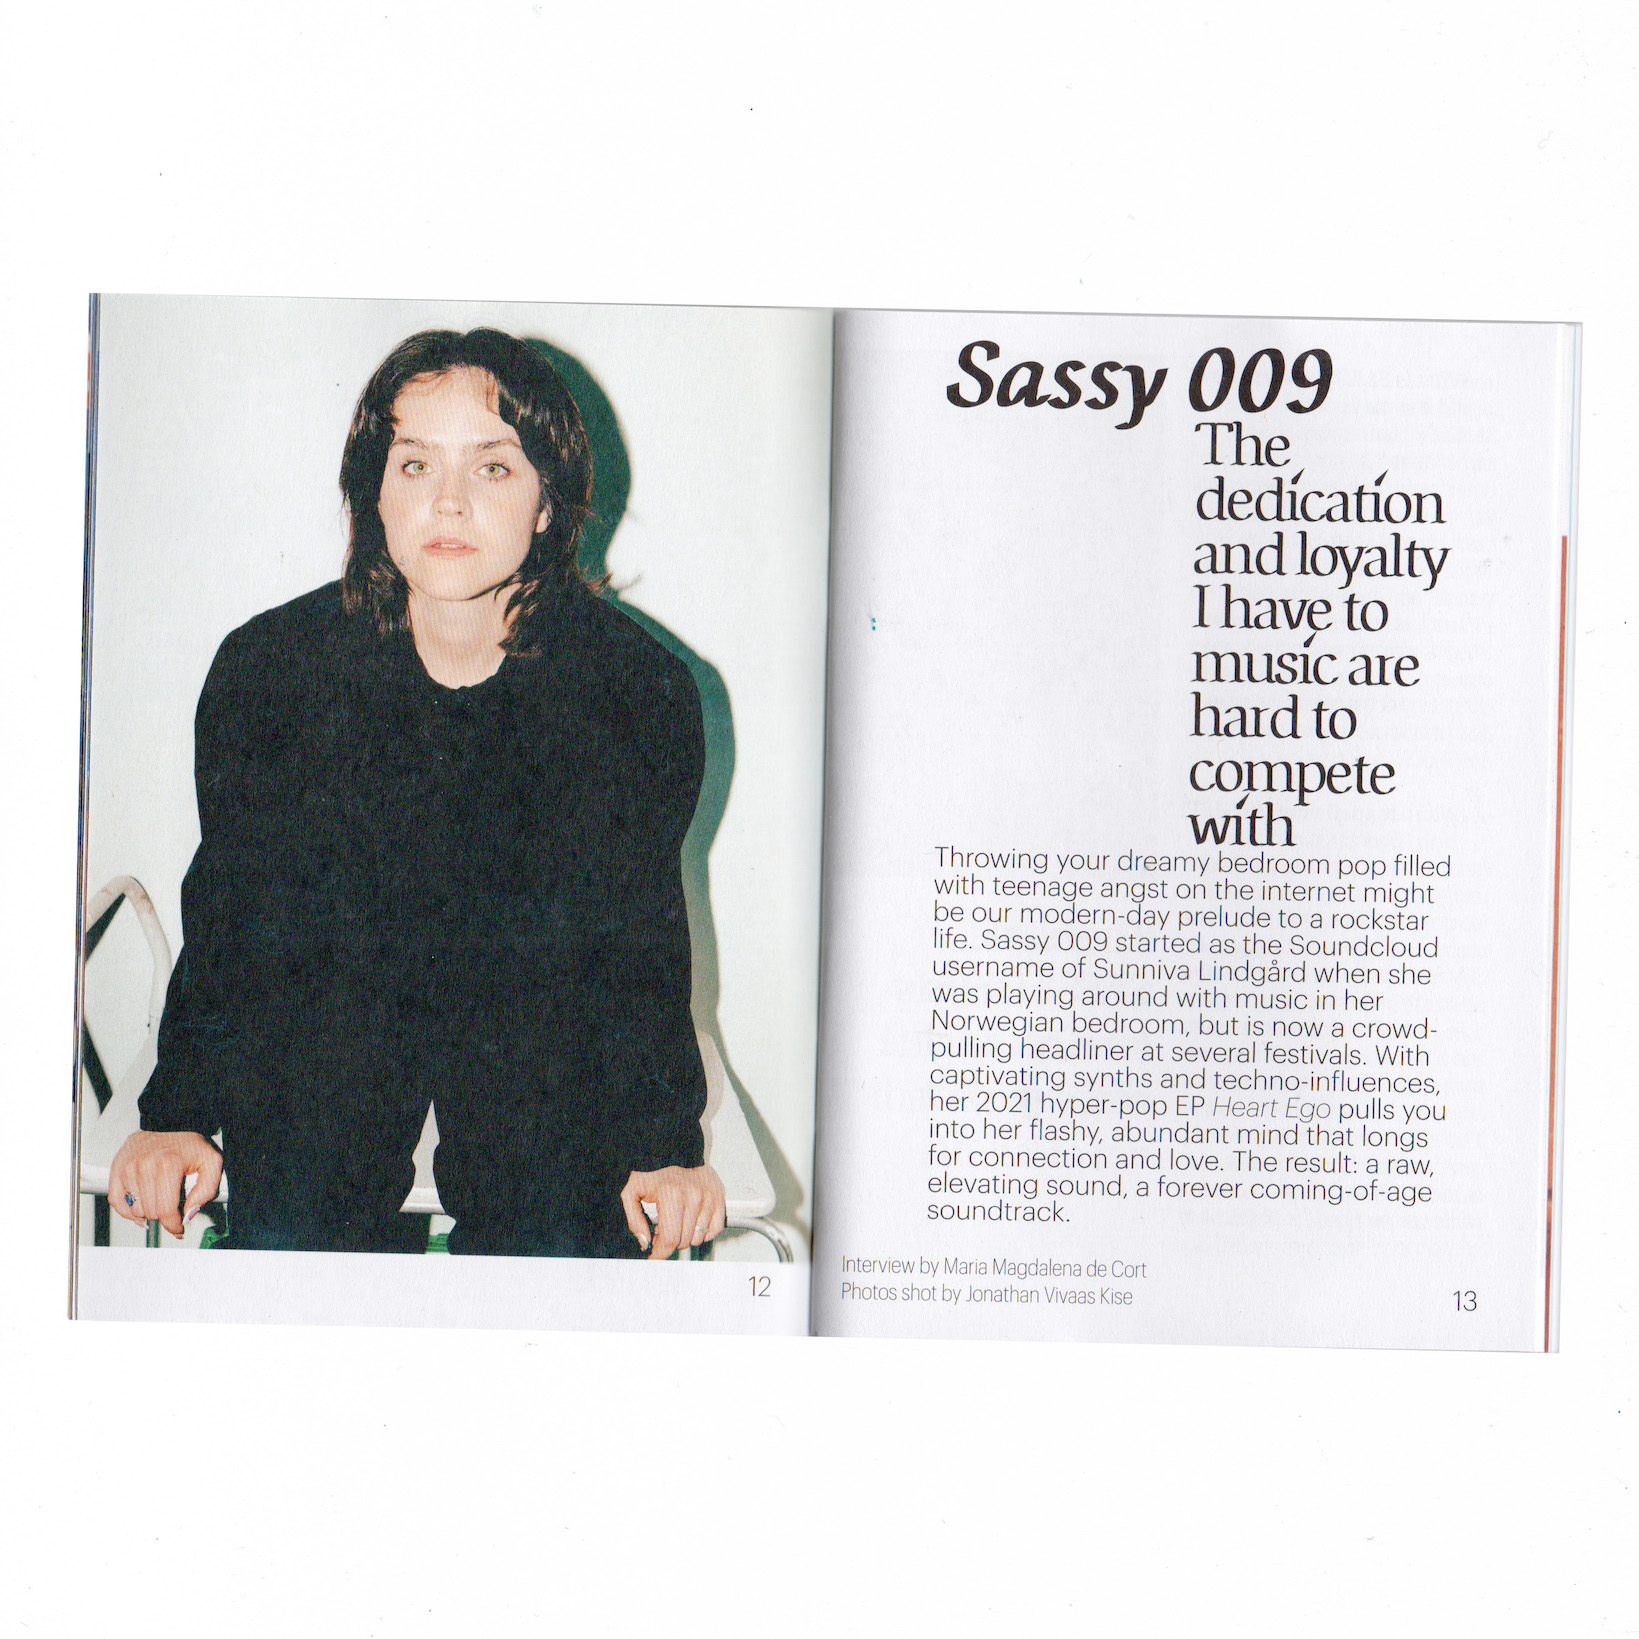 12
Sassy 009
The
dedication
and loyalty
I have to
music are
hard to
compete
with
Throwing your dreamy bedroom pop filled
with teenage angst on the internet might
be our modern-day prelude to a rockstar
life. Sassy 009 started as the Soundcloud
username of Sunniva Lindgård when she
was playing around with music in her
Norwegian bedroom, but is now a crowd-
pulling headliner at several festivals. With
captivating synths and techno-influences,
her 2021 hyper-pop EP Heart Ego pulls you
into her flashy, abundant mind that longs
for connection and love. The result: a raw,
elevating sound, a forever coming-of-age
soundtrack.
Interview by Maria Magdalena de Cort
Photos shot by Jonathan Vivaas Kise
13